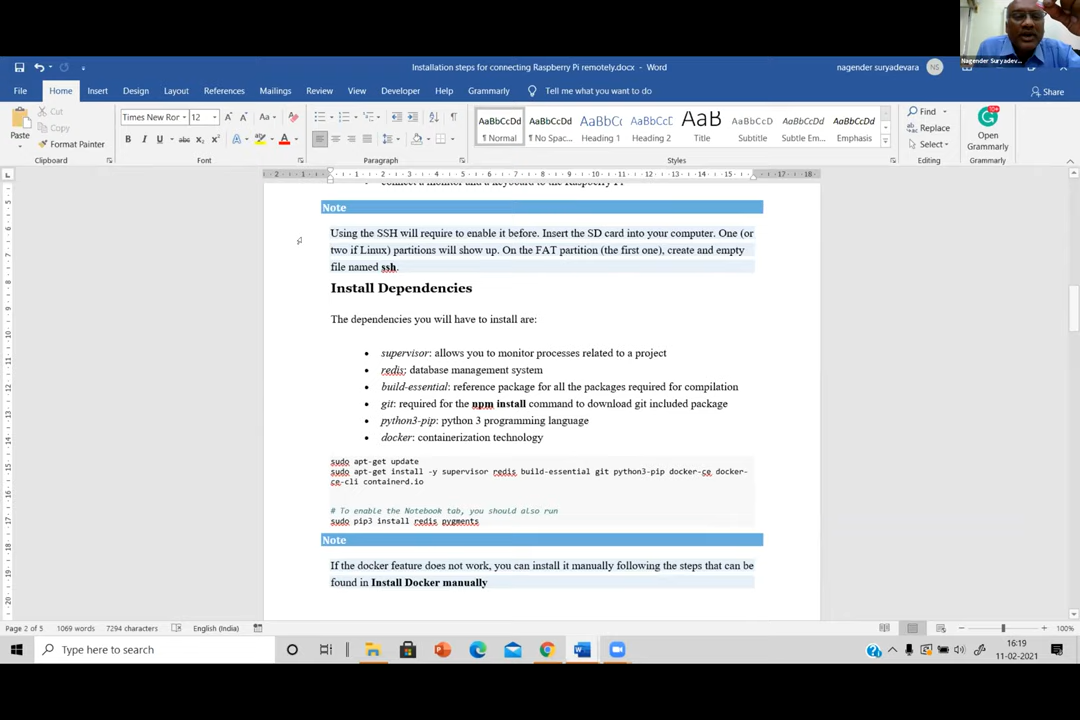 Nagender Suryadev...
Installation steps for connecting Raspberry Pi remotely.docx - Word
nagender suryadevara
NS
File Home Insert Design Layout References Mailings Review View Automate Developer Help Grammarly Tell me what you want to do
Share
Paste
Cut
Copy
Format Painter
Clipboard
Times New Ror 12
Font
Paragraph
AaBbCcDd AaBbCcDd AaBbCc AaBbCcD AaB AaBbCcD AaBbCcDd AaBbCcDd
¶ Normal ¶ No Spac... Heading 1 Heading 2 Title Subtitle Subtle Em... Emphasis
Styles
Find
Replace
Select
Editing
Open
Grammarly
Grammarly
Note
Using the SSH will require to enable it before. Insert the SD card into your computer. One (or
two if Linux) partitions will show up. On the FAT partition (the first one), create and empty
file named ssh.
Install Dependencies
The dependencies you will have to install are:
• supervisor: allows you to monitor processes related to a project
• redis: database management system
• build-essential: reference package for all the packages required for compilation
• git: required for the npm install command to download git included package
• python3-pip: python 3 programming language
• docker: containerization technology
sudo apt-get update
sudo apt-get install -y supervisor redis build-essential git python3-pip docker-ce docker-
ce-cli containerd.io
# To enable the Notebook tab, you should also run
sudo pip3 install redis pygments
Note
If the docker feature does not work, you can install it manually following the steps that can be
found in Install Docker manually
Page 2 of 5 1069 words 7294 characters English (India)
100%
Type here to search
16:19
11-02-2021